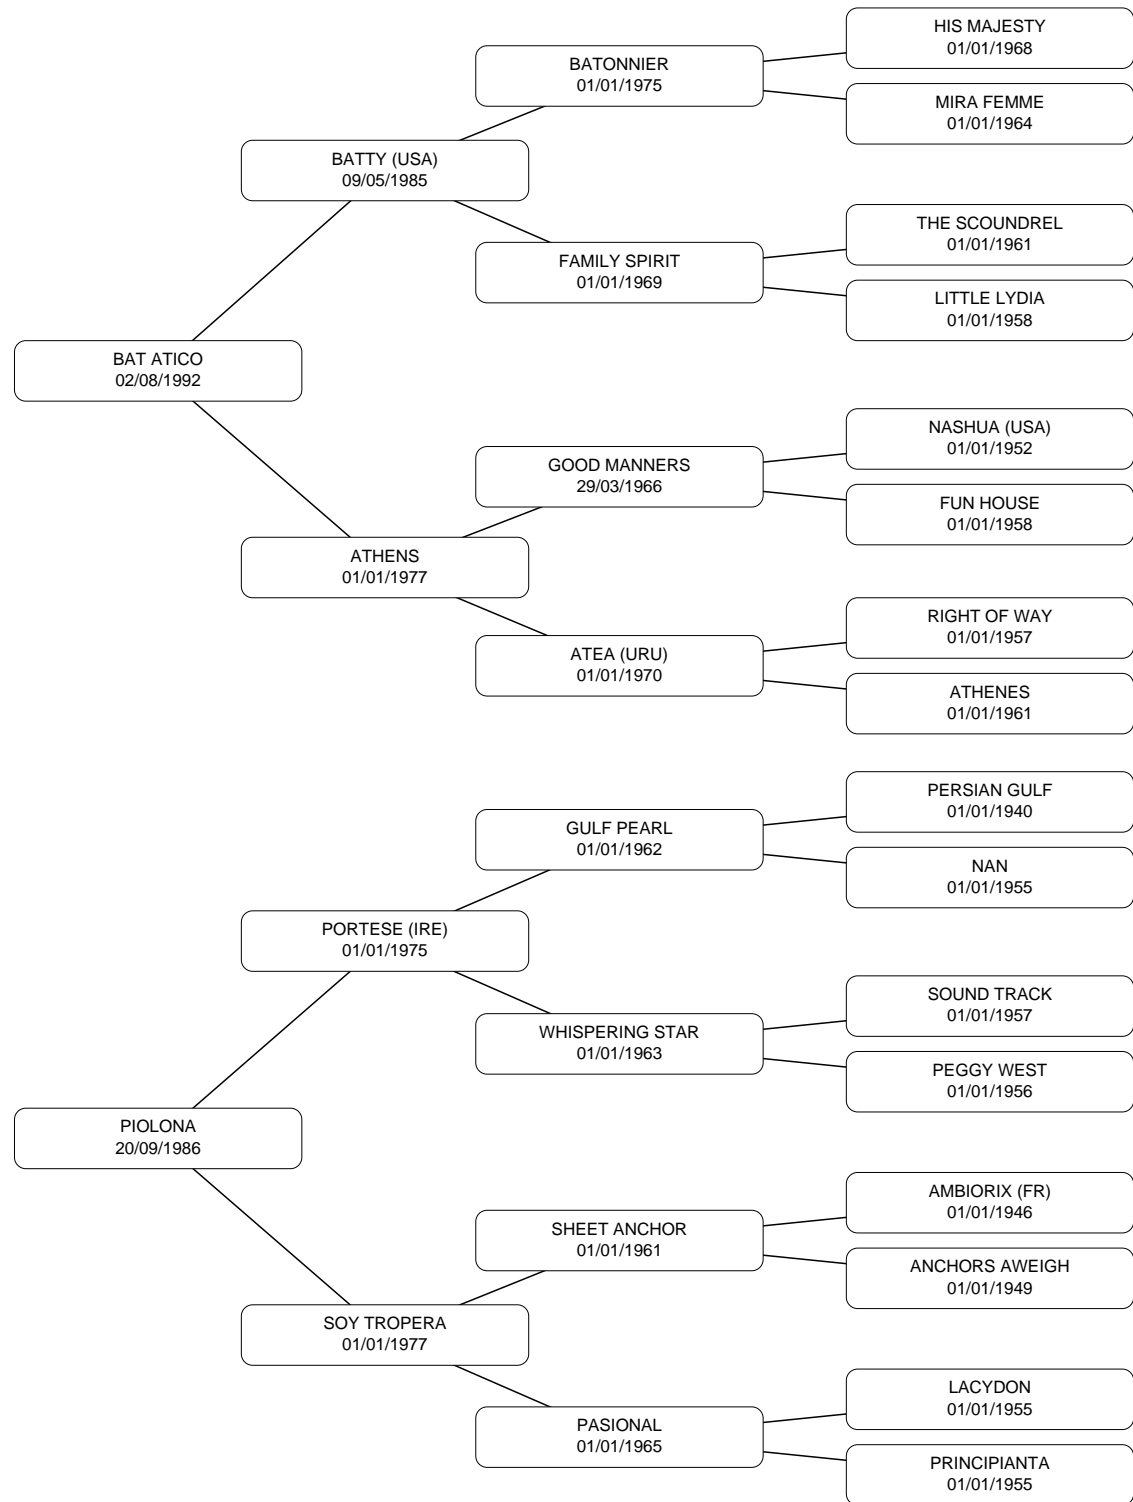 HIS MAJESTY
01/01/1968
BATONNIER
01/01/1975
MIRA FEMME
01/01/1964
BATTY (USA)
09/05/1985
THE SCOUNDREL
01/01/1961
FAMILY SPIRIT
01/01/1969
LITTLE LYDIA
01/01/1958
BAT ATICO
02/08/1992
NASHUA (USA)
01/01/1952
GOOD MANNERS
29/03/1966
FUN HOUSE
01/01/1958
ATHENS
01/01/1977
RIGHT OF WAY
01/01/1957
ATEA (URU)
01/01/1970
ATHENES
01/01/1961
PERSIAN GULF
01/01/1940
GULF PEARL
01/01/1962
NAN
01/01/1955
PORTESE (IRE)
01/01/1975
SOUND TRACK
01/01/1957
WHISPERING STAR
01/01/1963
PEGGY WEST
01/01/1956
PIOLONA
20/09/1986
AMBIORIX (FR)
01/01/1946
SHEET ANCHOR
01/01/1961
ANCHORS AWEIGH
01/01/1949
SOY TROPERA
01/01/1977
LACYDON
01/01/1955
PASIONAL
01/01/1965
PRINCIPIANTA
01/01/1955